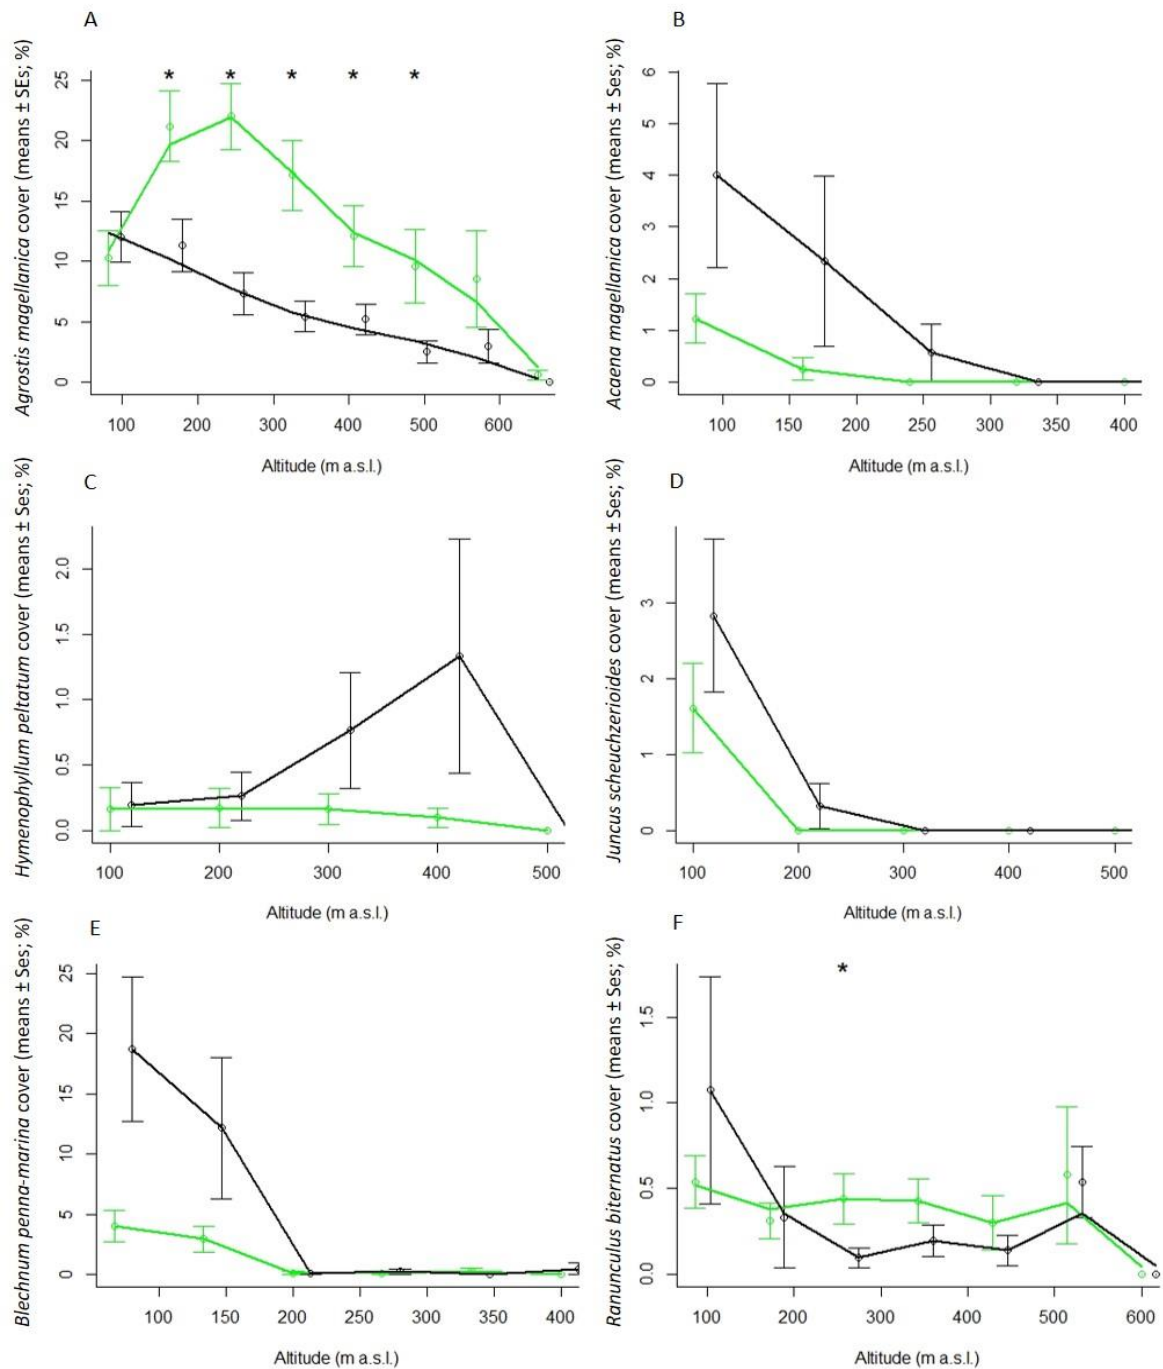 A
Agrostis magellanica cover (means ± SEs; %)
25
20
15
10
5
0
* * * * *
100 200 300 400 500 600
Altitude (m a.s.l.)
B
Acaena magellanica cover (means ± Ses; %)
6
5
4
3
2
1
0
100 150 200 250 300 350 400
Altitude (m a.s.l.)
C
Hymenophyllum peltatum cover (means ± Ses; %)
2.0
1.5
1.0
0.5
0.0
100 200 300 400 500
Altitude (m a.s.l.)
D
Juncus scheuchzerioides cover (means ± Ses; %)
3
2
1
0
100 200 300 400 500
Altitude (m a.s.l.)
E
Blechnum penna-marina cover (means ± Ses; %)
25
20
15
10
5
0
100 150 200 250 300 350 400
Altitude (m a.s.l.)
F
Ranunculus biternatus cover (means ± Ses; %)
1.5
1.0
0.5
0.0
*
100 200 300 400 500 600
Altitude (m a.s.l.)